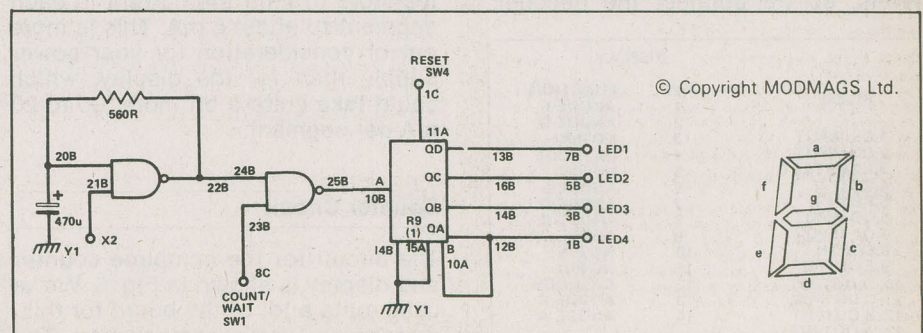 RESET
SW4
1C
© Copyright MODMAGS Ltd.
560R
11A
20B
21B
22B
24B
23B
25B
A
10B
QD
13B
7B
LED1
QC
16B
5B
LED2
QB
14B
3B
LED3
QA
12B
1B
LED4
R9
(1)
I4B
15A
B
10A
470u
+
Y1
X2
8C
COUNT/
WAIT
SW1
Y1
a
f
b
g
e
c
d